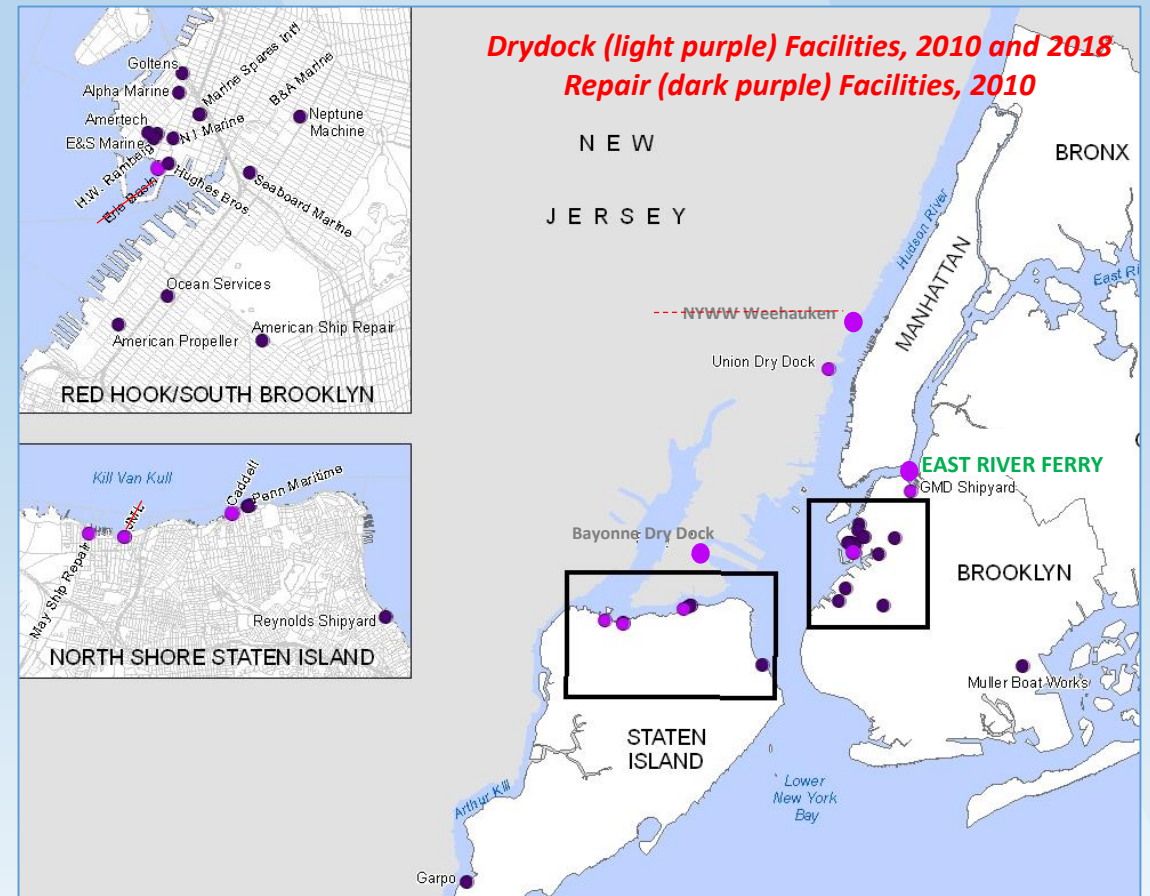 Drydock (light purple) Facilities, 2010 and 2018
Repair (dark purple) Facilities, 2010
Goltens
Alpha Marine
Marine Spares Int'l
B&A Marine
Amertech
N J Marine
Neptune
Machine
E&S Marine
H.W. Ramberg
Erie Basin
Hughes Bros
Seaboard Marine
Ocean Services
American Propeller
American Ship Repair
RED HOOK/SOUTH BROOKLYN
Kill Van Kull
Caddell
Penn Maritime
JML
May Ship Repair
Reynolds Shipyard
NORTH SHORE STATEN ISLAND
NEW
JERSEY
BRONX
Hudson River
MANHATTAN
East Ri
NYWW Weehauken
Union Dry Dock
EAST RIVER FERRY
GMD Shipyard
Bayonne Dry Dock
BROOKLYN
Muller Boat Works
STATEN
ISLAND
Lower
New York
Bay
Arthur Kill
Garpo